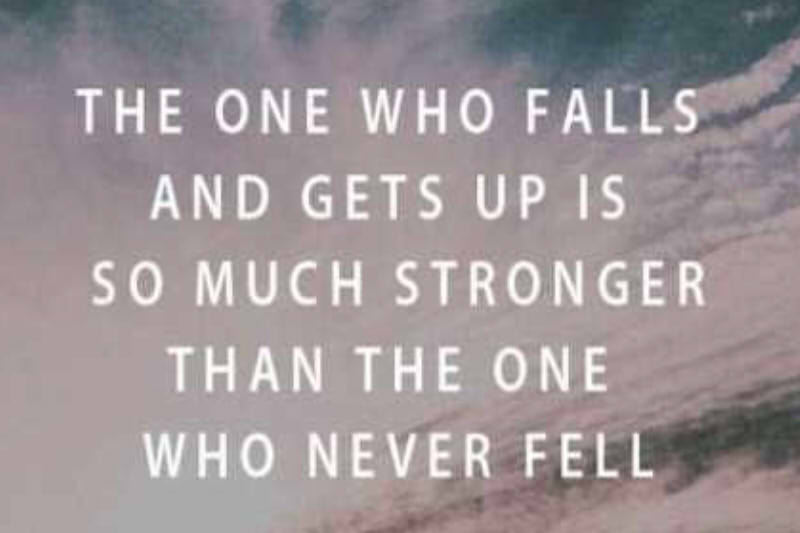 THE ONE WHO FALLS
AND GETS UP IS
SO MUCH STRONGER
THAN THE ONE
WHO NEVER FELL